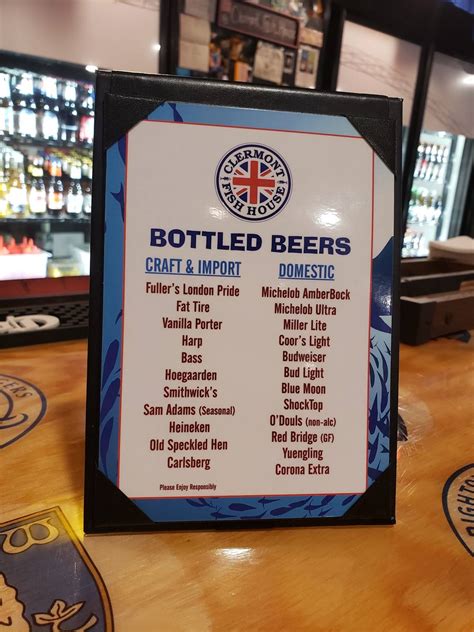 CLERMONT
FISH HOUSE
BOTTLED BEERS
CRAFT & IMPORT
Fuller's London Pride
Fat Tire
Vanilla Porter
Harp
Bass
Hoegaarden
Smithwick's
Sam Adams (Seasonal)
Heineken
Old Speckled Hen
Carlsberg
DOMESTIC
Michelob AmberBock
Michelob Ultra
Miller Lite
Coor's Light
Budweiser
Bud Light
Blue Moon
ShockTop
O'Douls (non-alc)
Red Bridge (GF)
Yuengling
Corona Extra
Please Enjoy Responsibly